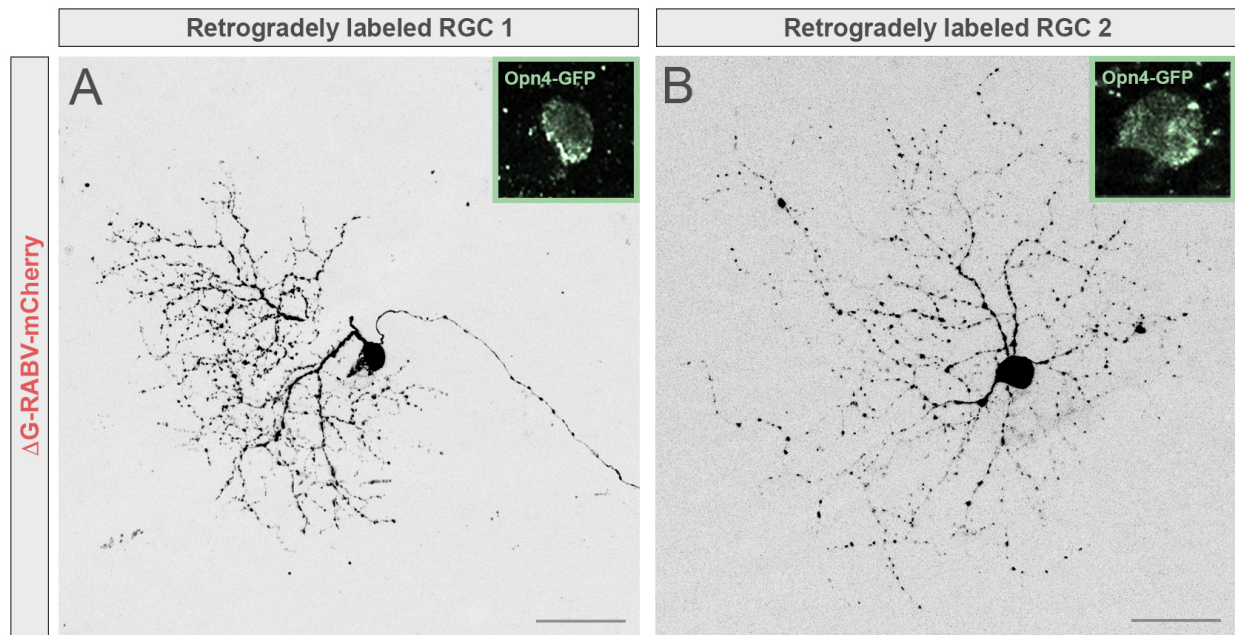 Retrogradely labeled RGC 1
Retrogradely labeled RGC 2
ΔG-RABV-mCherry
A
Opn4-GFP
B
Opn4-GFP